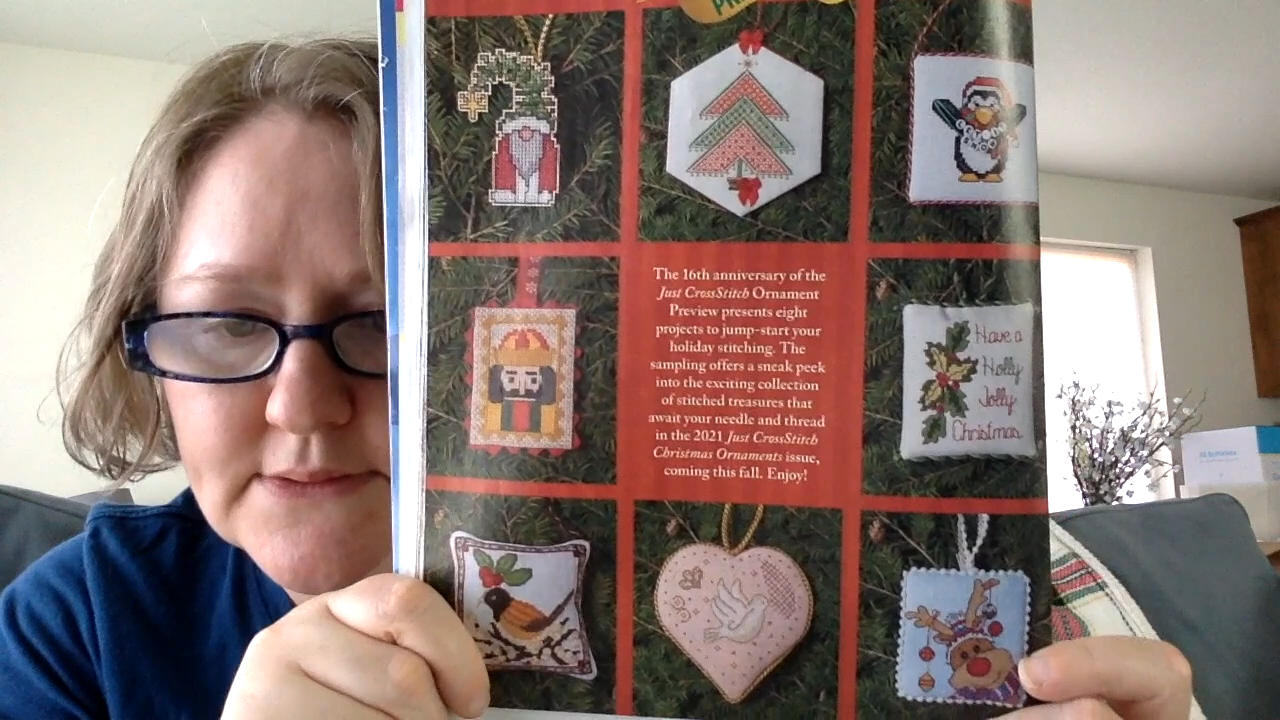 The 16th anniversary of the
Just CrossStitch Ornament
Preview presents eight
projects to jump-start your
holiday stitching. The
sampling offers a sneak peek
into the exciting collection
of stitched treasures that
await your needle and thread
in the 2021 Just CrossStitch
Christmas Ornaments issue,
coming this fall. Enjoy!
Have a
Holly
Jolly
Christmas